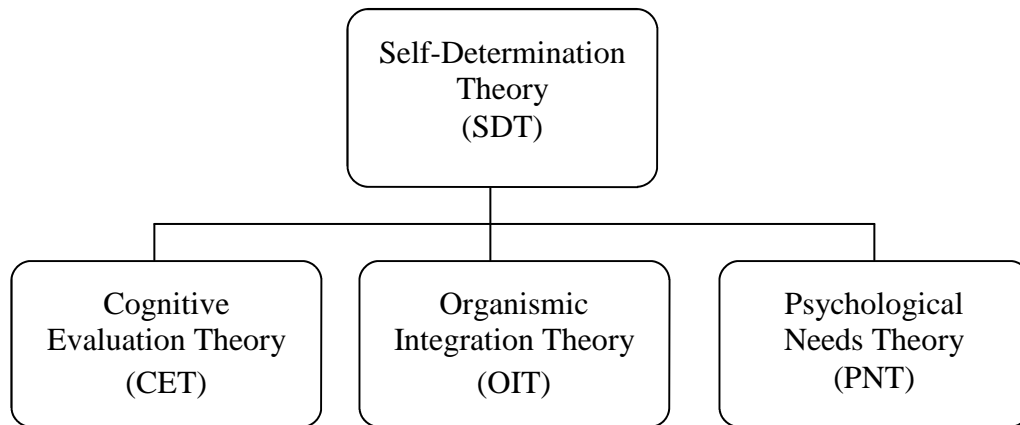 Self-Determination
Theory
(SDT)
Cognitive
Evaluation Theory
(CET)
Organismic
Integration Theory
(OIT)
Psychological
Needs Theory
(PNT)